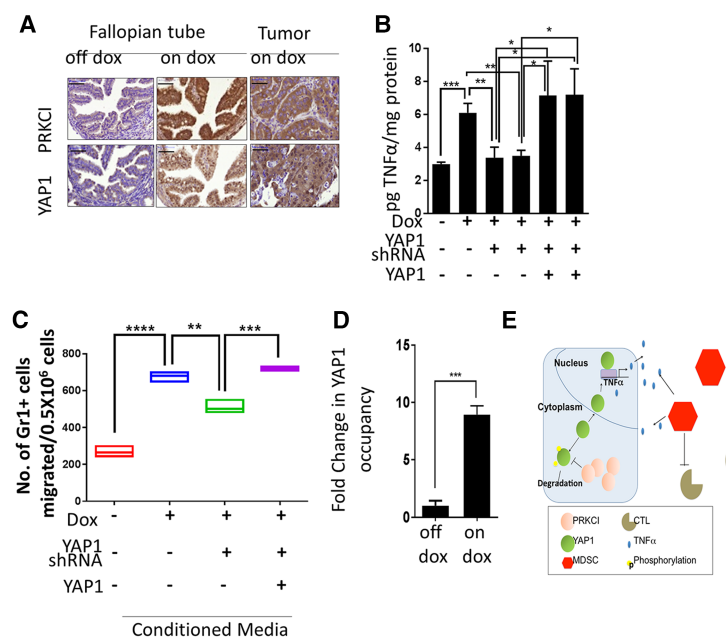 A
Fallopian tube
Tumor
off dox
on dox
on dox
PRKCI
YAP1
B
pg TNFα/mg protein
10
8
6
4
2
0
***
**
**
*
*
*
*
Dox - + + + + +
YAP1
shRNA - - + + + +
YAP1 - - - - + +
C
No. of Gr1+ cells
migrated/0.5X10⁶ cells
800
600
400
200
0
****
**
***
Dox - + + +
YAP1
shRNA - - + +
YAP1 - - - +
Conditioned Media
D
Fold Change in YAP1
occupancy
15
10
5
0
***
off
dox
on
dox
E
Nucleus
TNFα
Cytoplasm
Degradation
PRKCI
CTL
YAP1
TNFα
MDSC
p
Phosphorylation